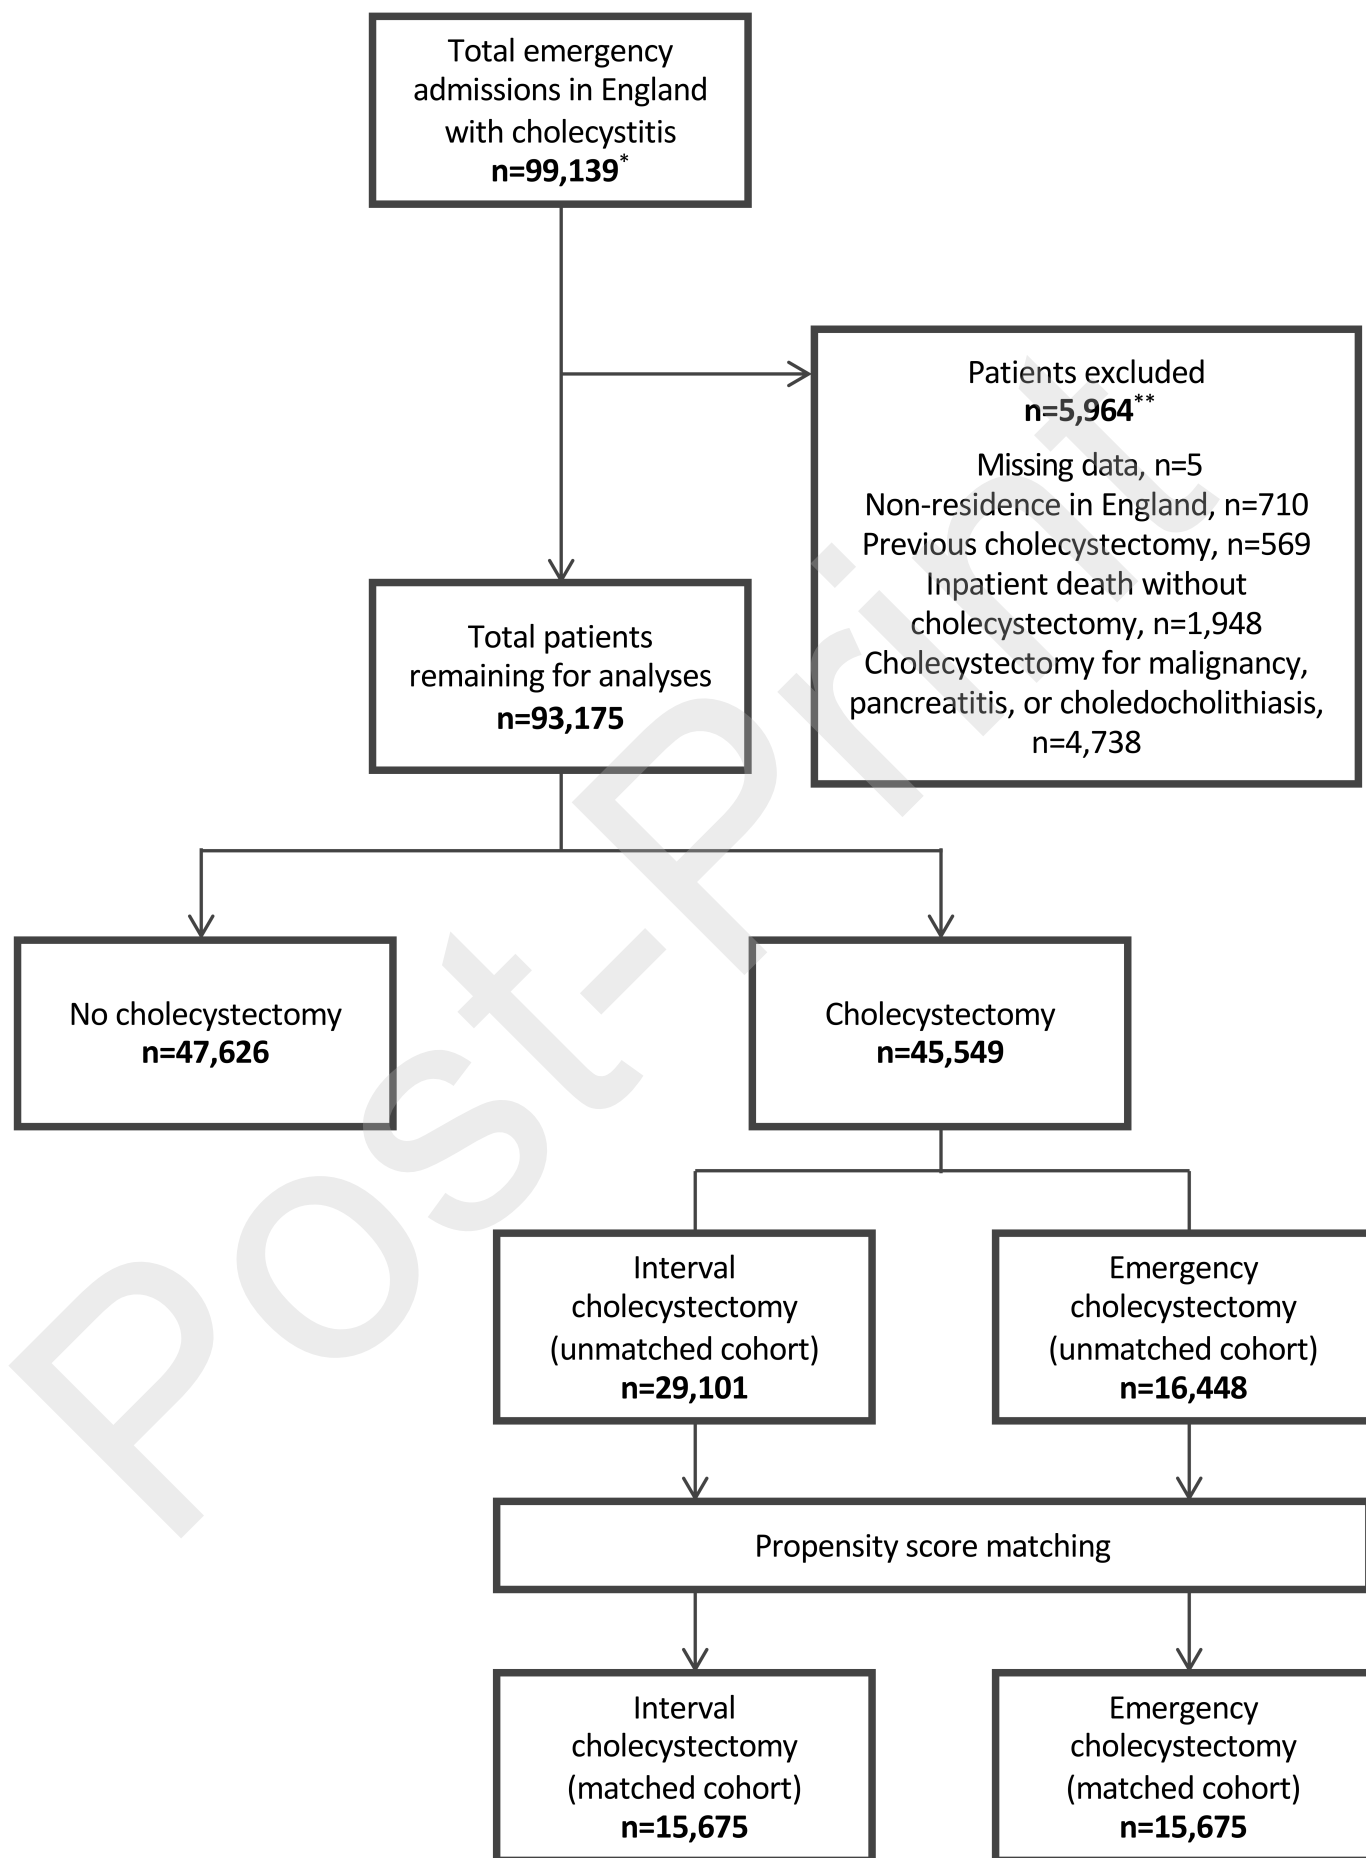 Total emergency
admissions in England
with cholecystitis
n=99,139*
Patients excluded
n=5,964**
Missing data, n=5
Non-residence in England, n=710
Previous cholecystectomy, n=569
Inpatient death without
cholecystectomy, n=1,948
Cholecystectomy for malignancy,
pancreatitis, or choledocholithiasis,
n=4,738
Total patients
remaining for analyses
n=93,175
No cholecystectomy
n=47,626
Cholecystectomy
n=45,549
Interval
cholecystectomy
(unmatched cohort)
n=29,101
Emergency
cholecystectomy
(unmatched cohort)
n=16,448
Propensity score matching
Interval
cholecystectomy
(matched cohort)
n=15,675
Emergency
cholecystectomy
(matched cohort)
n=15,675
Post-Print